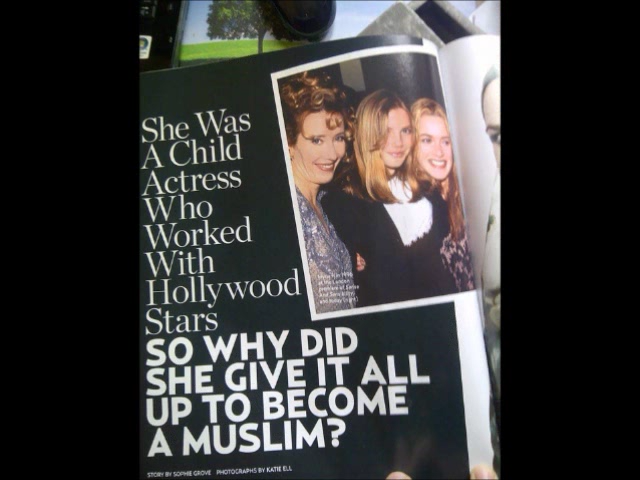 She Was
A Child
Actress
Who
Worked
With
Hollywood
Stars
SO WHY DID
SHE GIVE IT ALL
UP TO BECOME
A MUSLIM?
STORY BY SOPHIE GROVE PHOTOGRAPHS BY KATIE ELL